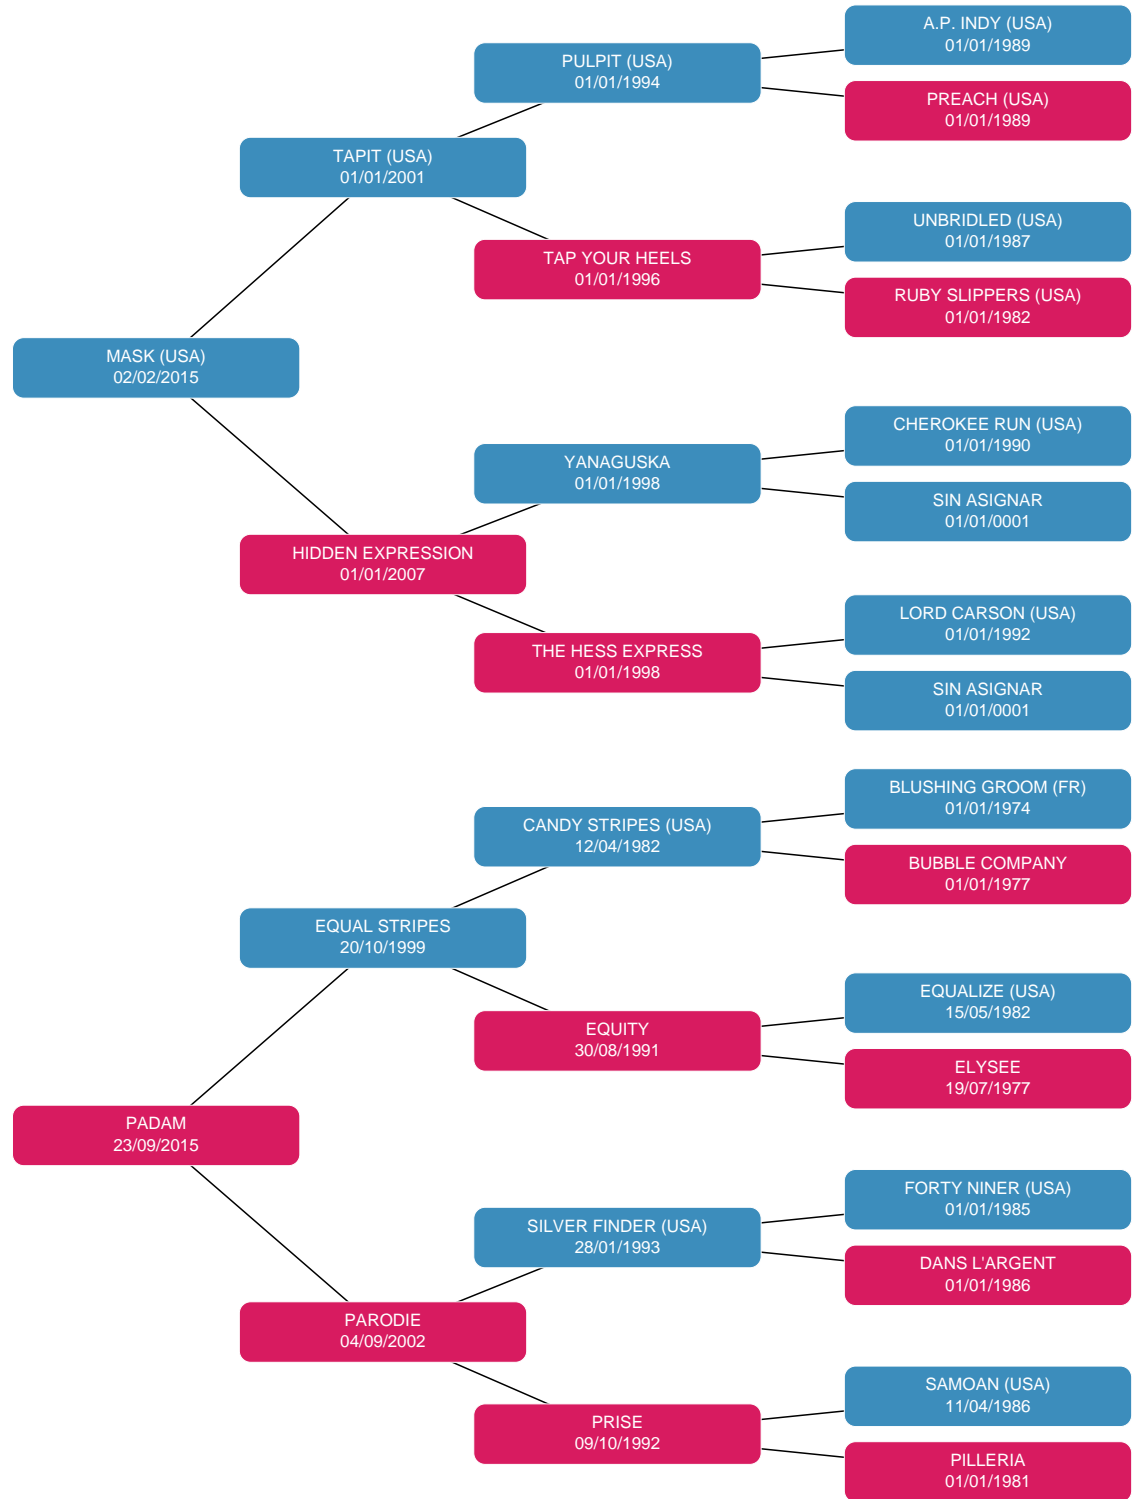 A.P. INDY (USA)
01/01/1989
PULPIT (USA)
01/01/1994
PREACH (USA)
01/01/1989
TAPIT (USA)
01/01/2001
UNBRIDLED (USA)
01/01/1987
TAP YOUR HEELS
01/01/1996
RUBY SLIPPERS (USA)
01/01/1982
MASK (USA)
02/02/2015
CHEROKEE RUN (USA)
01/01/1990
YANAGUSKA
01/01/1998
SIN ASIGNAR
01/01/0001
HIDDEN EXPRESSION
01/01/2007
LORD CARSON (USA)
01/01/1992
THE HESS EXPRESS
01/01/1998
SIN ASIGNAR
01/01/0001
BLUSHING GROOM (FR)
01/01/1974
CANDY STRIPES (USA)
12/04/1982
BUBBLE COMPANY
01/01/1977
EQUAL STRIPES
20/10/1999
EQUALIZE (USA)
15/05/1982
EQUITY
30/08/1991
ELYSEE
19/07/1977
PADAM
23/09/2015
FORTY NINER (USA)
01/01/1985
SILVER FINDER (USA)
28/01/1993
DANS L'ARGENT
01/01/1986
PARODIE
04/09/2002
SAMOAN (USA)
11/04/1986
PRISE
09/10/1992
PILLERIA
01/01/1981